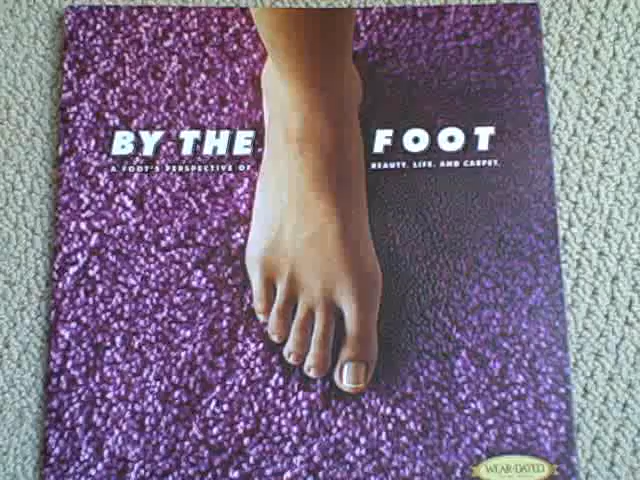 BY THE FOOT
A FOOT'S PERSPECTIVE OF BEAUTY, LIFE, AND CARPET.
WEAR-DATED